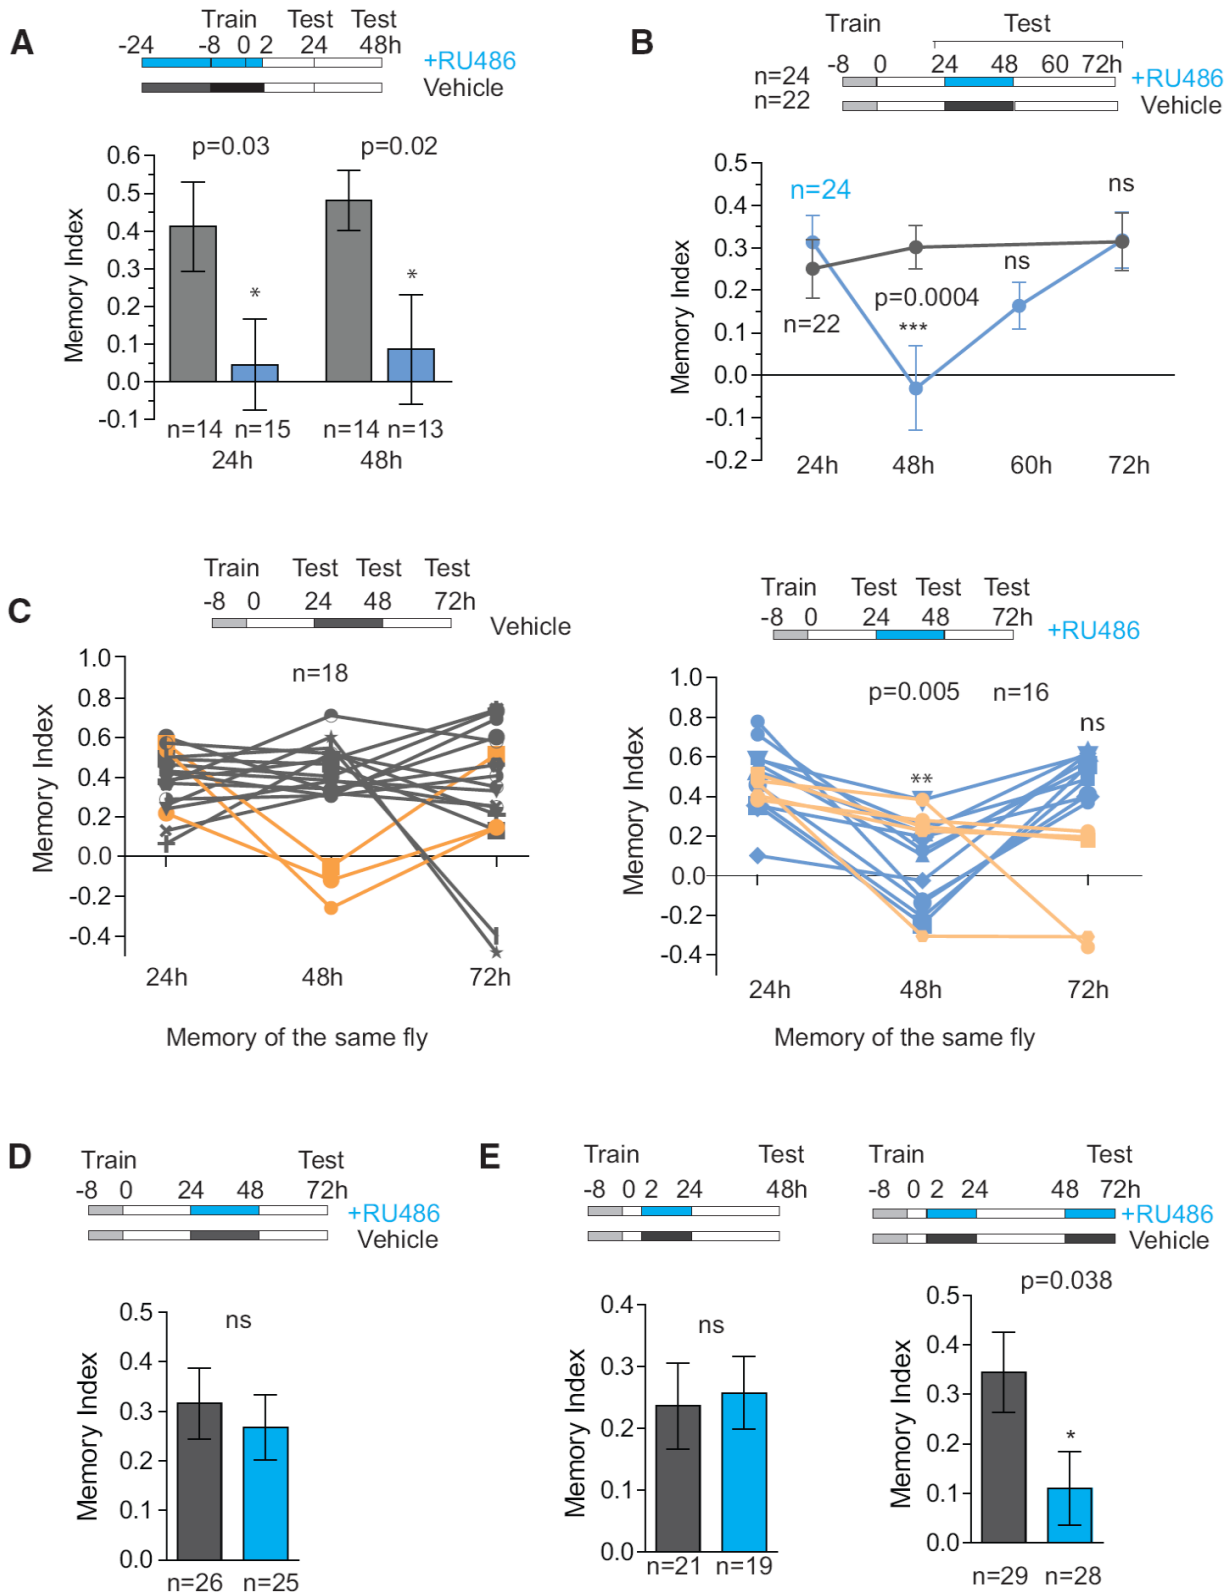 A
Train Test Test
-24 -8 0 2 24 48h
+RU486
Vehicle
p=0.03 p=0.02
Memory Index
0.6
0.5
0.4
0.3
0.2
0.1
0.0
-0.1
* *
n=14 n=15 n=14 n=13
24h 48h
B
Train Test
-8 0 24 48 60 72h
n=24 +RU486
n=22 Vehicle
Memory Index
0.5
0.4
0.3
0.2
0.1
0.0
-0.1
-0.2
n=24
ns
ns
p=0.0004
n=22
***
24h 48h 60h 72h
C
Train Test Test Test
-8 0 24 48 72h
Vehicle
n=18
Memory Index
1.0
0.8
0.6
0.4
0.2
0.0
-0.2
-0.4
24h 48h 72h
Memory of the same fly
Train Test Test Test
-8 0 24 48 72h
+RU486
p=0.005 n=16
ns
**
Memory Index
1.0
0.8
0.6
0.4
0.2
0.0
-0.2
-0.4
24h 48h 72h
Memory of the same fly
D
Train Test
-8 0 24 48 72h
+RU486
Vehicle
ns
Memory Index
0.5
0.4
0.3
0.2
0.1
0.0
n=26 n=25
E
Train Test
-8 0 2 24 48h
ns
Memory Index
0.4
0.3
0.2
0.1
0.0
n=21 n=19
Train Test
-8 0 2 24 48 72h
+RU486
Vehicle
p=0.038
Memory Index
0.5
0.4
0.3
0.2
0.1
0.0
*
n=29 n=28